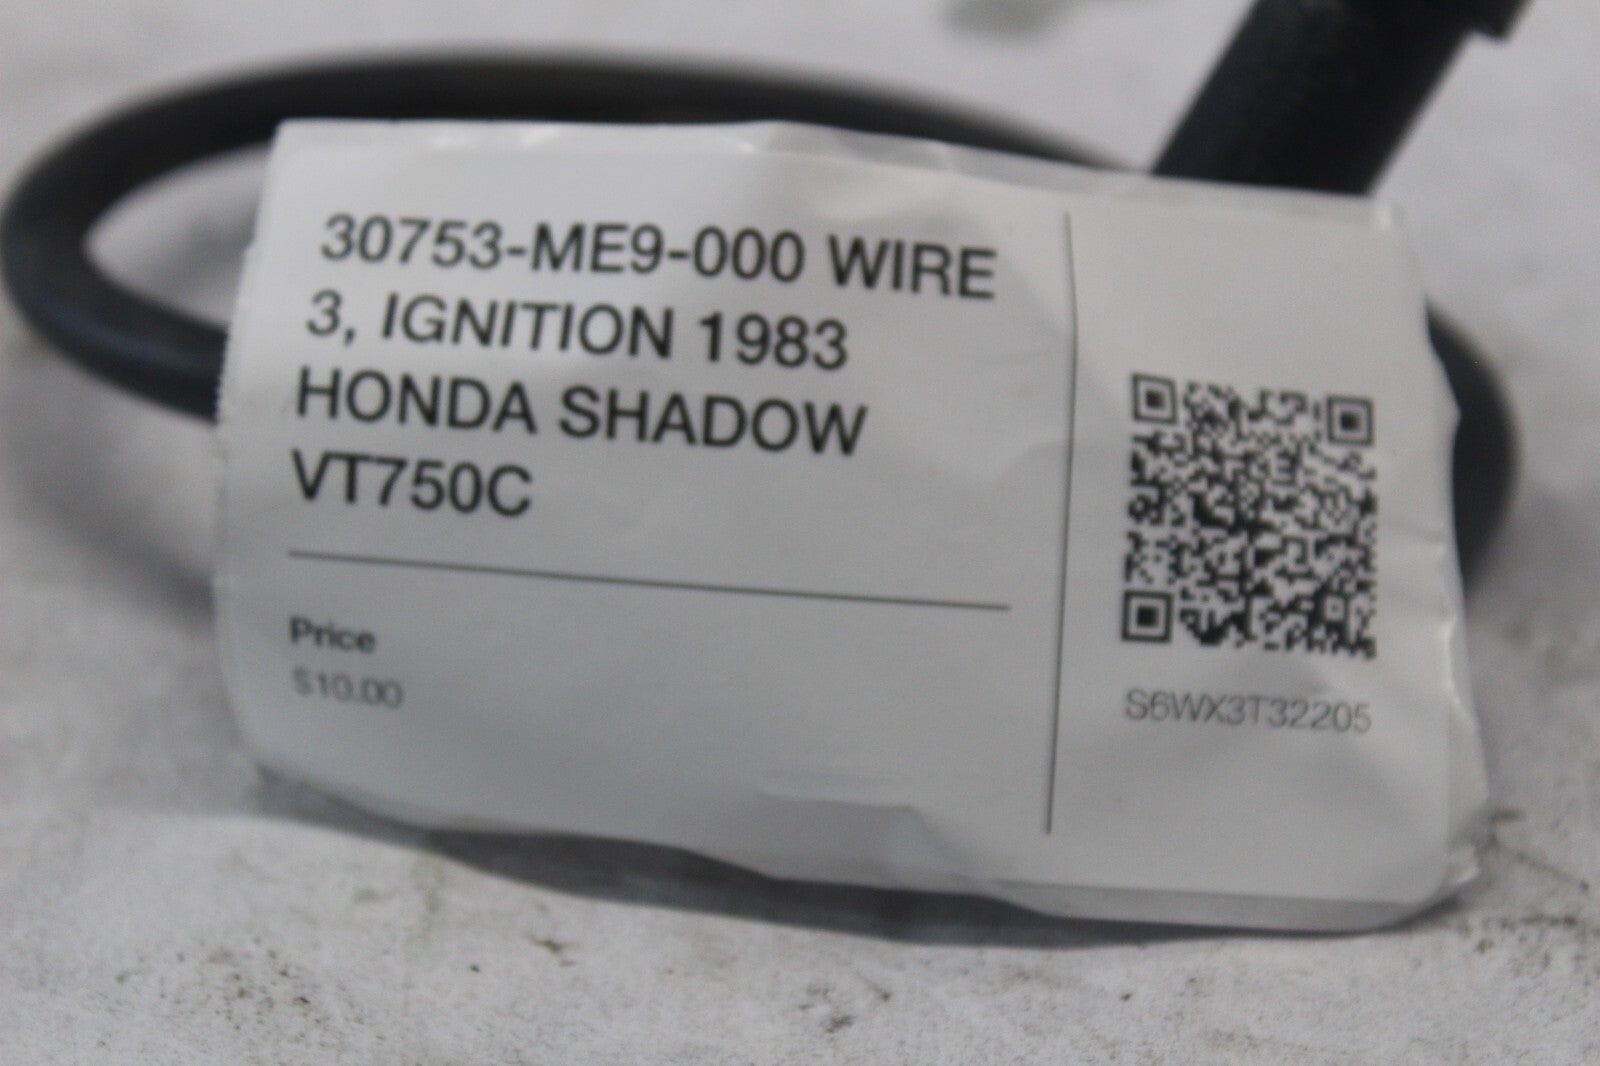 30753-ME9-000 WIRE
3, IGNITION 1983
HONDA SHADOW
VT750C
Price
$10.00
S6WX3T32205